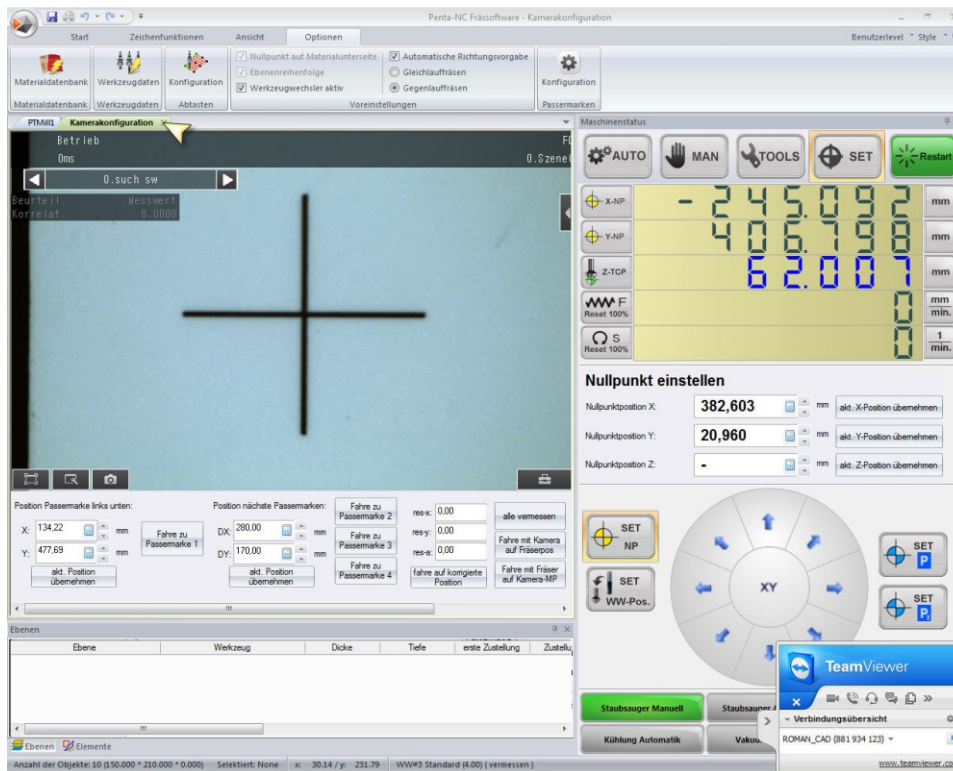 Penta-NC Frässoftware - Kamerakonfiguration
Start Zeichenfunktionen Ansicht Optionen Benutzerlevel Style
Materialdatenbank Werkzeugdaten Konfiguration
Nullpunkt auf Materialunterseite
Ebenenreihenfolge
Werkzeugwechsler aktiv
Automatische Richtungsvorgabe
Gleichlauffräsen
Gegenlauffräsen
Konfiguration
Materialdatenbank Werkzeugdaten Abtasten Voreinstellungen Passermarken
PTMill1 Kamerakonfiguration
Betrieb
0ms 0.Szene
0.such sw
Beurteil. Messwert
Korrelat. 0.0000
Position Passemarke links unten:
X: 134,22 mm
Y: 477,69 mm
Fahre zu Passemarke 1
akt. Position übernehmen
Position nächste Passemarken:
DX: 280,00 mm
DY: 170,00 mm
akt. Position übernehmen
Fahre zu Passemarke 2
Fahre zu Passemarke 3
Fahre zu Passemarke 4
res-x: 0,00
res-y: 0,00
res-a: 0,00
fahre auf korrigierte Position
alle vermessen
Fahre mit Kamera auf Fräserpos
Fahre mit Fräser auf Kamera-MP
Ebenen
Ebene Werkzeug Dicke Tiefe erste Zustellung Zustellu
Ebenen Elemente
Maschinenstatus
AUTO MAN TOOLS SET Restart
X-NP -245.092 mm
Y-NP 406.798 mm
Z-TCP 62.007 mm
F Reset 100% 0 mm min.
S Reset 100% 0 1 min.
Nullpunkt einstellen
Nullpunktposition X: 382,603 mm akt. X-Position übernehmen
Nullpunktposition Y: 20,960 mm akt. Y-Position übernehmen
Nullpunktposition Z: - mm akt. Z-Position übernehmen
SET NP
SET WW-Pos.
XY
SET P
SET P
Staubsauger Manuell Staubsauger
Kühlung Automatik
TeamViewer
Verbindungsübersicht
ROMAN_CAD (881 934 123)
www.teamviewer.co
Anzahl der Objekte: 10 (150.000 * 210.000 * 0.000) Selektiert: None x: 30.14 / y: 231.79 WW#3 Standard (4.00) ( vermessen )